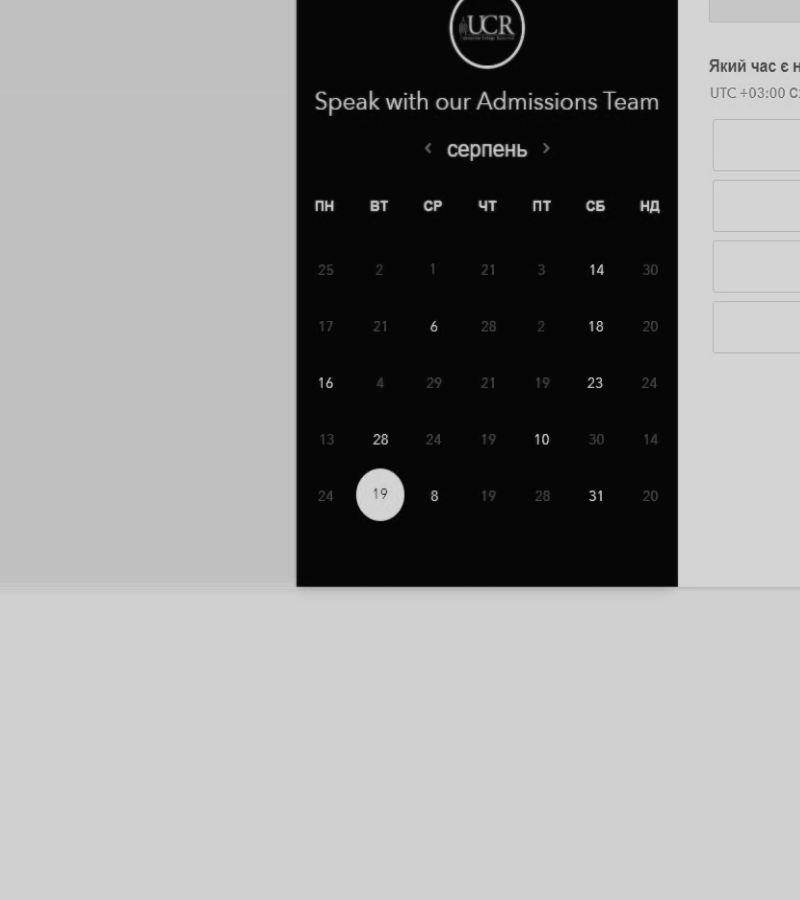 UCR
Speak with our Admissions Team
серпень
ПН ВТ СР ЧТ ПТ СБ НД
25 2 1 21 3 14 30
17 21 6 28 2 18 20
16 4 29 21 19 23 24
13 28 24 19 10 30 14
24 19 8 19 28 31 20
Який час є
UTC +03:00